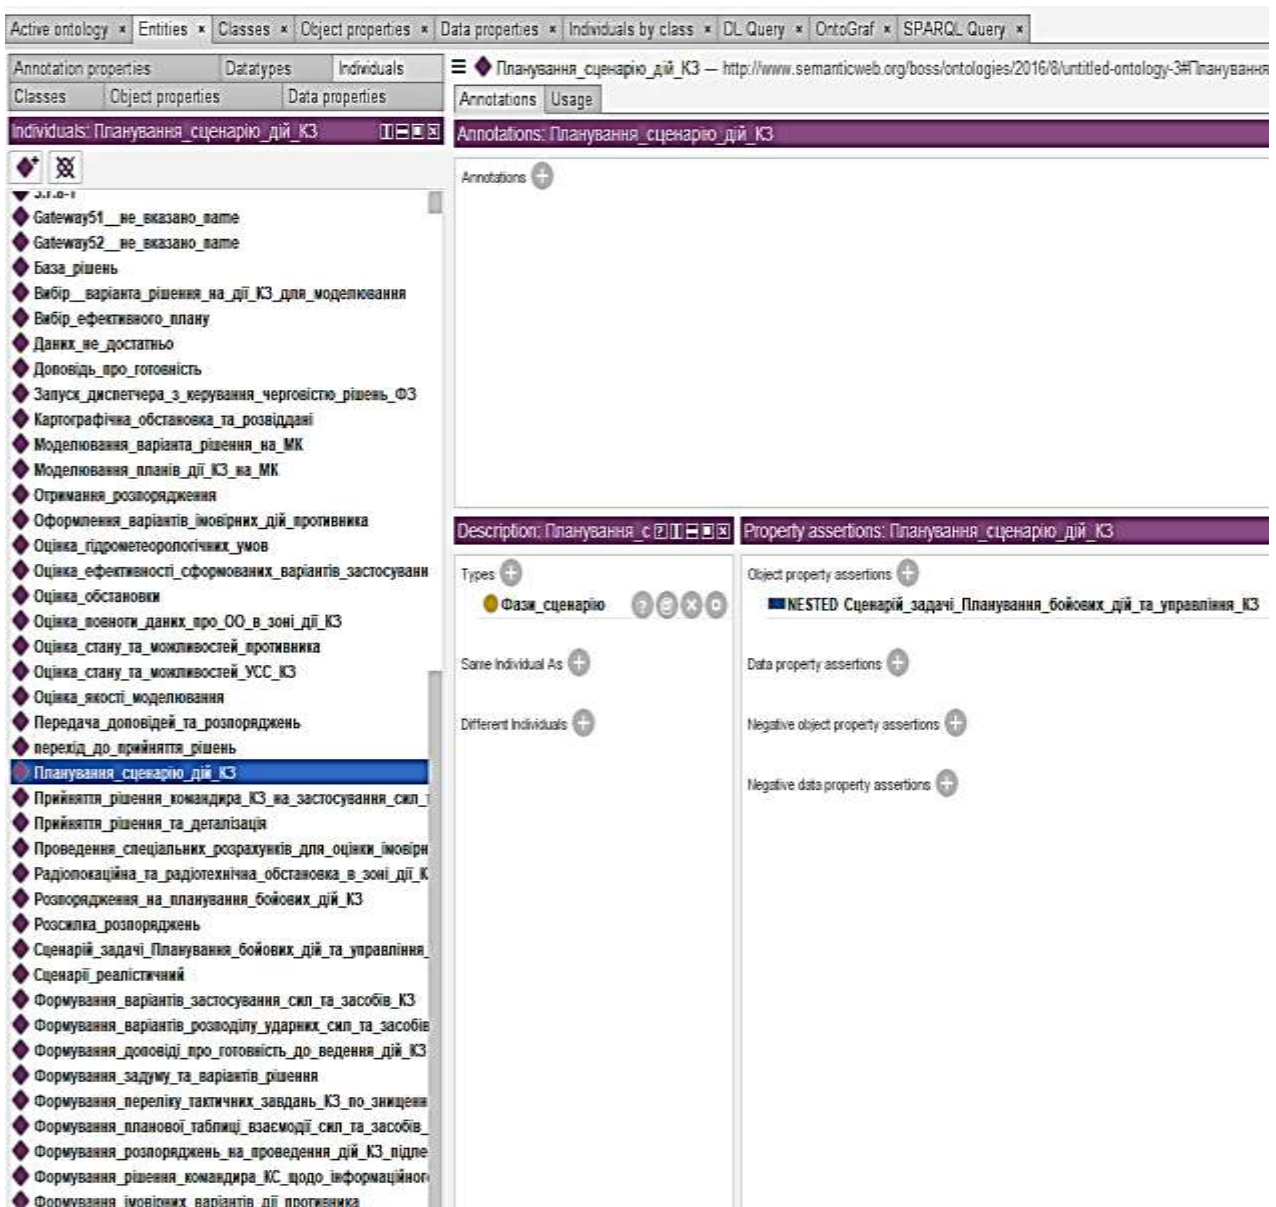 Active ontology × Entities × Classes × Object properties × Data properties × Individuals by class × DL Query × OntoGraf × SPARQL Query ×
Annotation properties Datatypes Individuals
Classes Object properties Data properties
Individuals: Планування_сценарію_дій_КЗ
3.1.8-1
Gateway51__не_вказано_name
Gateway52__не_вказано_name
База_рішень
Вибір__варіанта_рішення_на_дії_КЗ_для_моделювання
Вибір_ефективного_плану
Даних_не_достатньо
Доповідь_про_готовність
Запуск_диспетчера_з_керування_черговістю_рішень_ФЗ
Картографічна_обстановка_та_розвіддані
Моделювання_варіанта_рішення_на_МК
Моделювання_планів_дії_КЗ_на_МК
Отримання_розпорядження
Оформлення_варіантів_імовірних_дій_противника
Оцінка_гідрометеорологічних_умов
Оцінка_ефективності_сформованих_варіантів_застосуванн
Оцінка_обстановки
Оцінка_повноти_даних_про_ОО_в_зоні_дії_КЗ
Оцінка_стану_та_можливостей_противника
Оцінка_стану_та_можливостей_УСС_КЗ
Оцінка_якості_моделювання
Передача_доповідей_та_розпоряджень
перехід_до_прийняття_рішень
Планування_сценарію_дій_КЗ
Прийняття_рішення_командира_КЗ_на_застосування_сил_т
Прийняття_рішення_та_деталізація
Проведення_спеціальних_розрахунків_для_оцінки_імовірн
Радіолокаційна_та_радіотехнічна_обстановка_в_зоні_дії_К
Розпорядження_на_планування_бойових_дій_КЗ
Розсилка_розпоряджень
Сценарій_задачі_Планування_бойових_дій_та_управління_
Сценарії_реалістичний
Формування_варіантів_застосування_сил_та_засобів_КЗ
Формування_варіантів_розподілу_ударних_сил_та_засобів
Формування_доповіді_про_готовність_до_ведення_дій_КЗ
Формування_задуму_та_варіантів_рішення
Формування_переліку_тактичних_завдань_КЗ_по_знищенн
Формування_планової_таблиці_взаємодії_сил_та_засобів_
Формування_розпоряджень_на_проведення_дій_КЗ_підле
Формування_рішення_командира_КС_щодо_інформаційног
Формування_імовірних_варіантів_дії_противника
Планування_сценарію_дій_КЗ — http://www.semanticweb.org/boss/ontologies/2016/8/untitled-ontology-3#Планування
Annotations Usage
Annotations: Планування_сценарію_дій_КЗ
Annotations
Description: Планування_с
Types
Фази_сценарію
Same Individual As
Different Individuals
Property assertions: Планування_сценарію_дій_КЗ
Object property assertions
NESTED Сценарій_задачі_Планування_бойових_дій_та_управління_КЗ
Data property assertions
Negative object property assertions
Negative data property assertions